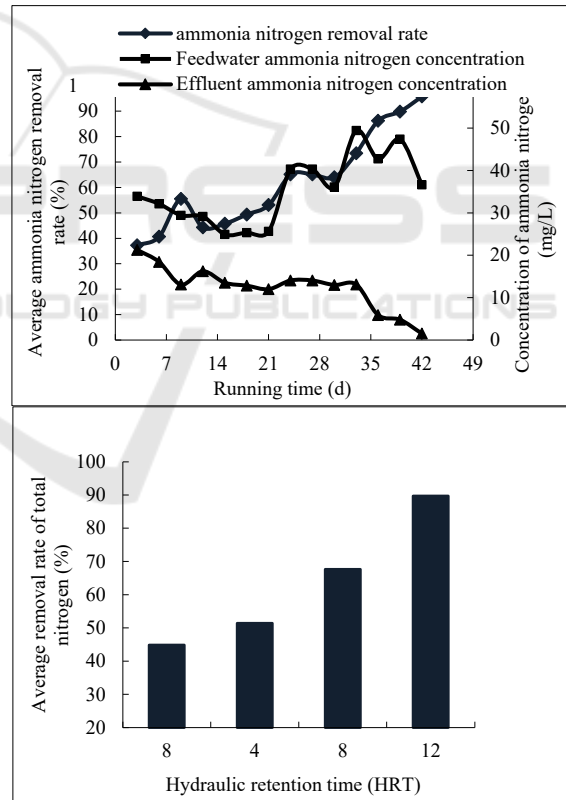 ammonia nitrogen removal rate
Feedwater ammonia nitrogen concentration
Effluent ammonia nitrogen concentration
1
90
80
70
60
50
40
30
20
10
0
50
40
30
20
10
0
0 7 14 21 28 35 42 49
Average ammonia nitrogen removal
rate (%)
Concentration of ammonia nitroge
(mg/L)
Running time (d)
100
90
80
70
60
50
40
30
20
8 4 8 12
Average removal rate of total
nitrogen (%)
Hydraulic retention time (HRT)
PUBLICATIONS